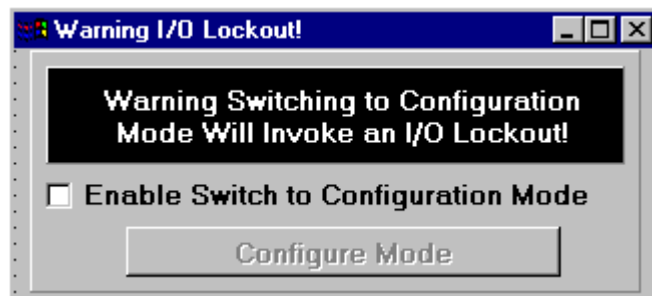 Warning I/O Lockout!
Warning Switching to Configuration
Mode Will Invoke an I/O Lockout!
Enable Switch to Configuration Mode
Configure Mode